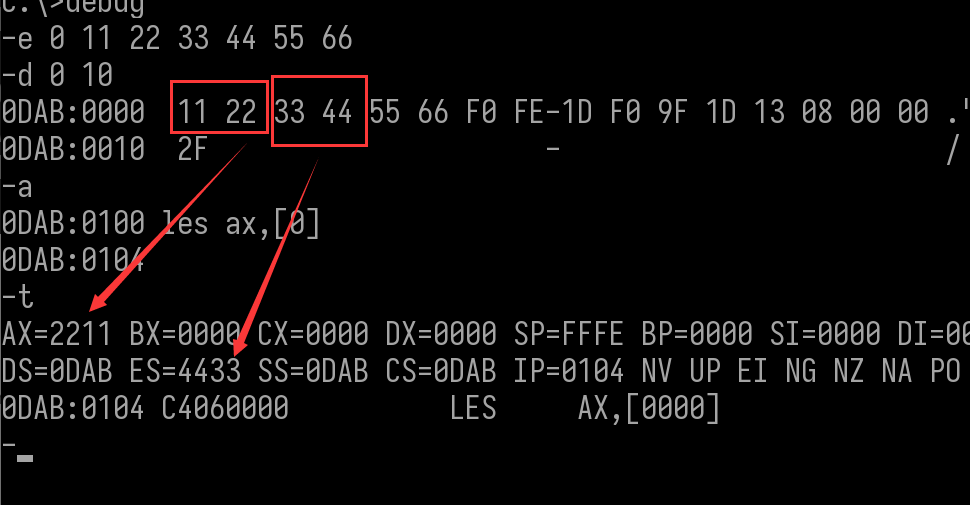 c:\>debug
-e 0 11 22 33 44 55 66
-d 0 10
0DAB:0000 11 22 33 44 55 66 F0 FE-1D F0 9F 1D 13 08 00 00 ."
0DAB:0010 2F - /
-a
0DAB:0100 les ax,[0]
0DAB:0104
-t
AX=2211 BX=0000 CX=0000 DX=0000 SP=FFFE BP=0000 SI=0000 DI=00
DS=0DAB ES=4433 SS=0DAB CS=0DAB IP=0104 NV UP EI NG NZ NA PO
0DAB:0104 C4060000 LES AX,[0000]
-